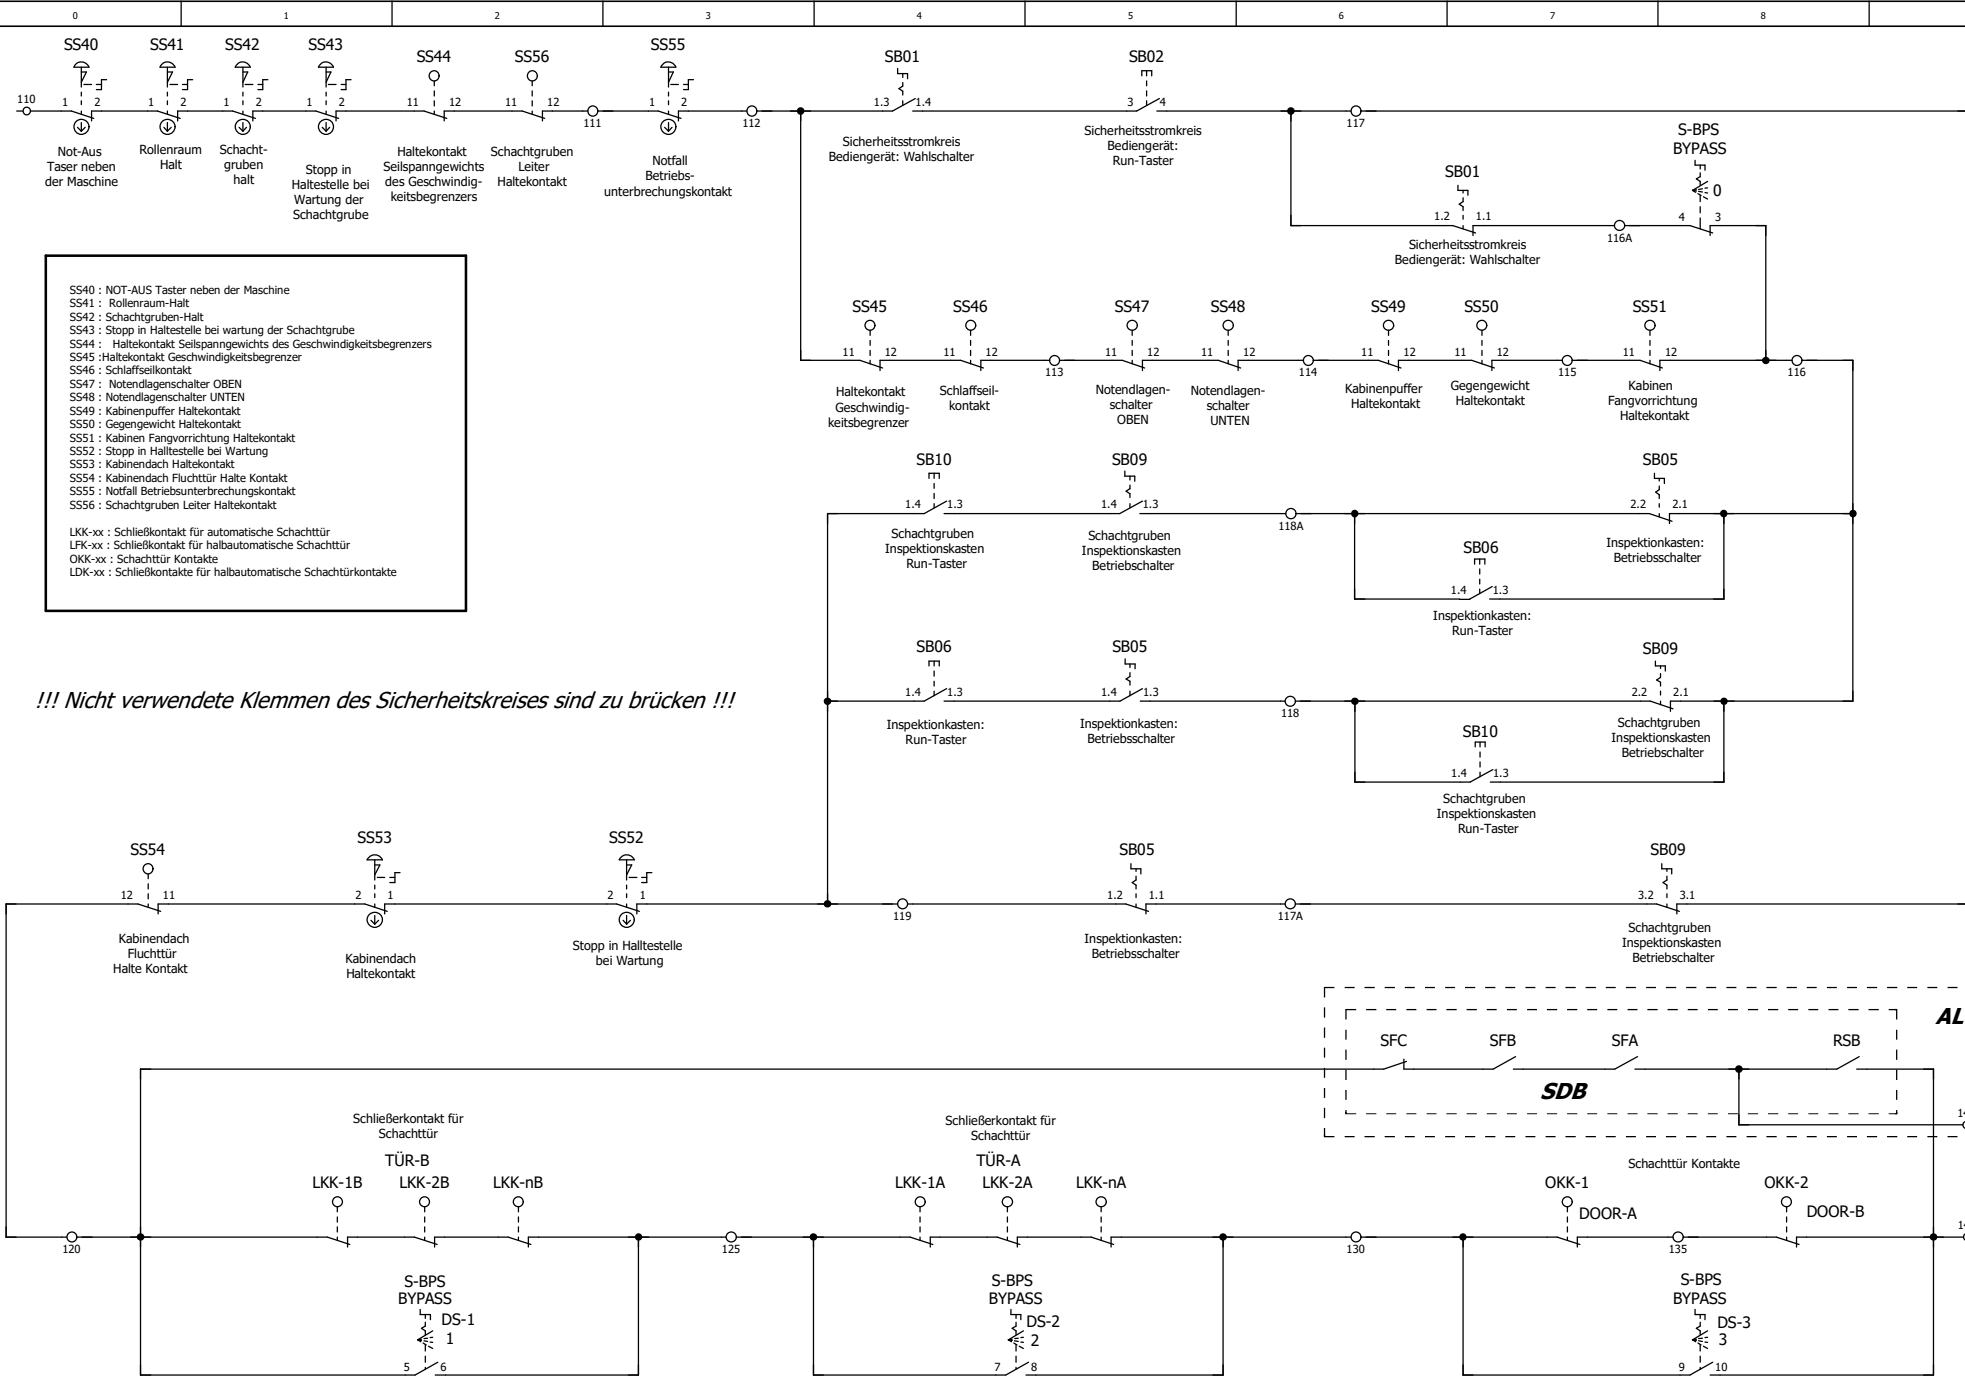 0 1 2 3 4 5 6 7 8
SS40 SS41 SS42 SS43 SS44 SS56 SS55 SB01 SB02
110 1 2 1 2 1 2 1 2 11 12 11 12 111 1 2 112 1.3 1.4 3 4 117
Not-Aus
Taser neben
der Maschine
Rollenraum
Halt
Schacht-
gruben
halt
Stopp in
Haltestelle bei
Wartung der
Schachtgrube
Haltekontakt
Seilspanngewichts
des Geschwindig-
keitsbegrenzers
Schachtgruben
Leiter
Haltekontakt
Notfall
Betriebs-
unterbrechungskontakt
Sicherheitsstromkreis
Bediengerät: Wahlschalter
Sicherheitsstromkreis
Bediengerät:
Run-Taster
S-BPS
BYPASS
0
SB01
1.2 1.1 116A 4 3
Sicherheitsstromkreis
Bediengerät: Wahlschalter
SS40 : NOT-AUS Taster neben der Maschine
SS41 : Rollenraum-Halt
SS42 : Schachtgruben-Halt
SS43 : Stopp in Haltestelle bei wartung der Schachtgrube
SS44 : Haltekontakt Seilspanngewichts des Geschwindigkeitsbegrenzers
SS45 :Haltekontakt Geschwindigkeitsbegrenzer
SS46 : Schlaffseilkontakt
SS47 : Notendlagenschalter OBEN
SS48 : Notendlagenschalter UNTEN
SS49 : Kabinenpuffer Haltekontakt
SS50 : Gegengewicht Haltekontakt
SS51 : Kabinen Fangvorrichtung Haltekontakt
SS52 : Stopp in Halltestelle bei Wartung
SS53 : Kabinendach Haltekontakt
SS54 : Kabinendach Fluchttür Halte Kontakt
SS55 : Notfall Betriebsunterbrechungskontakt
SS56 : Schachtgruben Leiter Haltekontakt
LKK-xx : Schließkontakt für automatische Schachttür
LFK-xx : Schließkontakt für halbautomatische Schachttür
OKK-xx : Schachttür Kontakte
LDK-xx : Schließkontakte für halbautomatische Schachtürkontakte
SS45 SS46 SS47 SS48 SS49 SS50 SS51
11 12 11 12 113 11 12 11 12 114 11 12 11 12 115 11 12 116
Haltekontakt
Geschwindig-
keitsbegrenzer
Schlaffseil-
kontakt
Notendlagen-
schalter
OBEN
Notendlagen-
schalter
UNTEN
Kabinenpuffer
Haltekontakt
Gegengewicht
Haltekontakt
Kabinen
Fangvorrichtung
Haltekontakt
SB10 SB09 SB05
1.4 1.3 1.4 1.3 118A 2.2 2.1
Schachtgruben
Inspektionskasten
Run-Taster
Schachtgruben
Inspektionskasten
Betriebschalter
Inspektionkasten:
Betriebsschalter
SB06
1.4 1.3
Inspektionkasten:
Run-Taster
!!! Nicht verwendete Klemmen des Sicherheitskreises sind zu brücken !!!
SB06 SB05 SB09
1.4 1.3 1.4 1.3 118 2.2 2.1
Inspektionkasten:
Run-Taster
Inspektionkasten:
Betriebsschalter
Schachtgruben
Inspektionskasten
Betriebschalter
SB10
1.4 1.3
Schachtgruben
Inspektionskasten
Run-Taster
SS54 SS53 SS52 SB05 SB09
12 11 2 1 2 1 119 1.2 1.1 117A 3.2 3.1
Kabinendach
Fluchttür
Halte Kontakt
Kabinendach
Haltekontakt
Stopp in Halltestelle
bei Wartung
Inspektionkasten:
Betriebsschalter
Schachtgruben
Inspektionskasten
Betriebschalter
AL
SFC SFB SFA RSB
SDB
14
Schließerkontakt für
Schachttür
TÜR-B
Schließerkontakt für
Schachttür
TÜR-A
Schachttür Kontakte
LKK-1B LKK-2B LKK-nB LKK-1A LKK-2A LKK-nA OKK-1 OKK-2
DOOR-A DOOR-B
14
120 125 130 135
S-BPS
BYPASS
DS-1
1
5 6
S-BPS
BYPASS
DS-2
2
7 8
S-BPS
BYPASS
DS-3
3
9 10